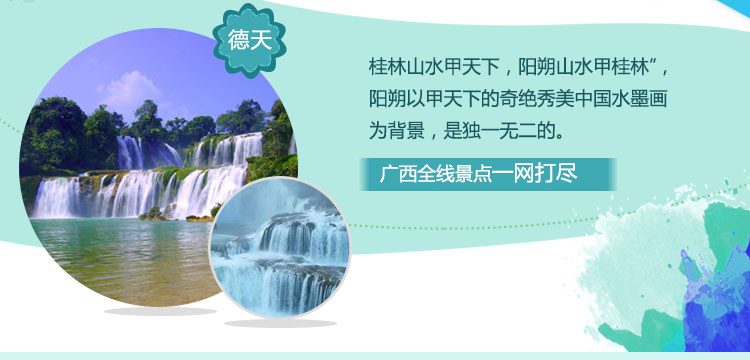 德天
桂林山水甲天下，阳朔山水甲桂林”，
阳朔以甲天下的奇绝秀美中国水墨画
为背景，是独一无二的。
广西全线景点一网打尽